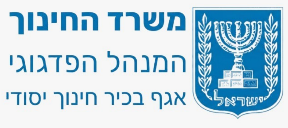 משרד החינוך
המנהל הפדגוגי
אגף בכיר חינוך יסודי
ישראל